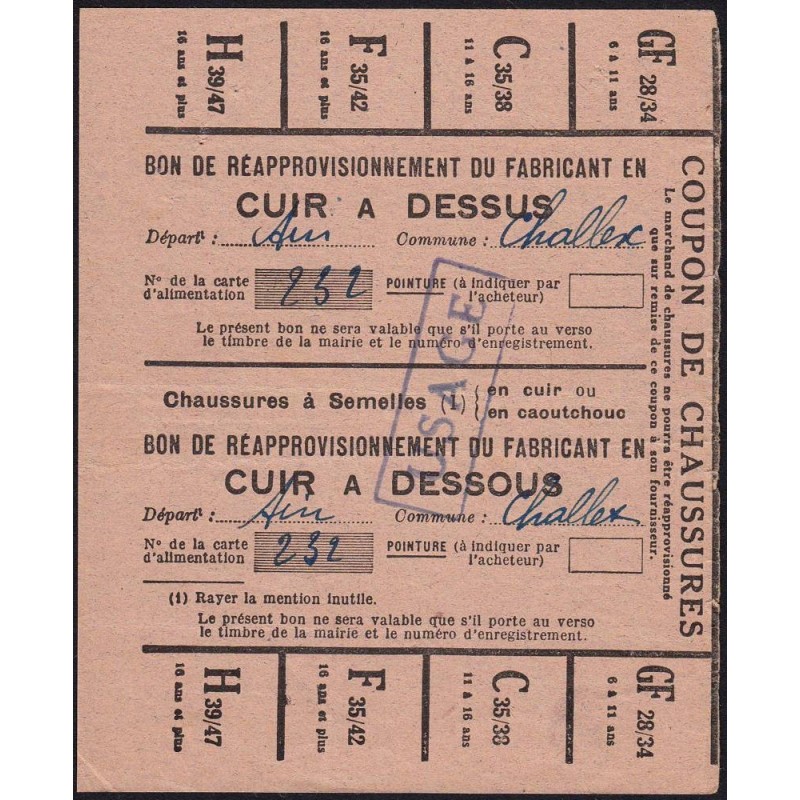 H 39/47
16 ans et plus
F 35/42
16 ans et plus
C 35/38
11 à 16 ans
GF 28/34
6 à 11 ans
BON DE RÉAPPROVISIONNEMENT DU FABRICANT EN
CUIR A DESSUS
Départᵗ : Ain Commune : Challex
N° de la carte
d'alimentation 232 POINTURE (à indiquer par
l'acheteur)
Le présent bon ne sera valable que s'il porte au verso
le timbre de la mairie et le numéro d'enregistrement.
USAGE
Chaussures à Semelles (1) { en cuir ou
en caoutchouc
BON DE RÉAPPROVISIONNEMENT DU FABRICANT EN
CUIR A DESSOUS
Départᵗ : Ain Commune : Challex
N° de la carte
d'alimentation 232 POINTURE (à indiquer par
l'acheteur)
(1) Rayer la mention inutile.
Le présent bon ne sera valable que s'il porte au verso
le timbre de la mairie et le numéro d'enregistrement.
COUPON DE CHAUSSURES
Le marchand de chaussures ne pourra être réapprovisionné
que sur remise de ce coupon à son fournisseur.
H 39/47
16 ans et plus
F 35/42
16 ans et plus
C 35/38
11 à 16 ans
GF 28/34
6 à 11 ans